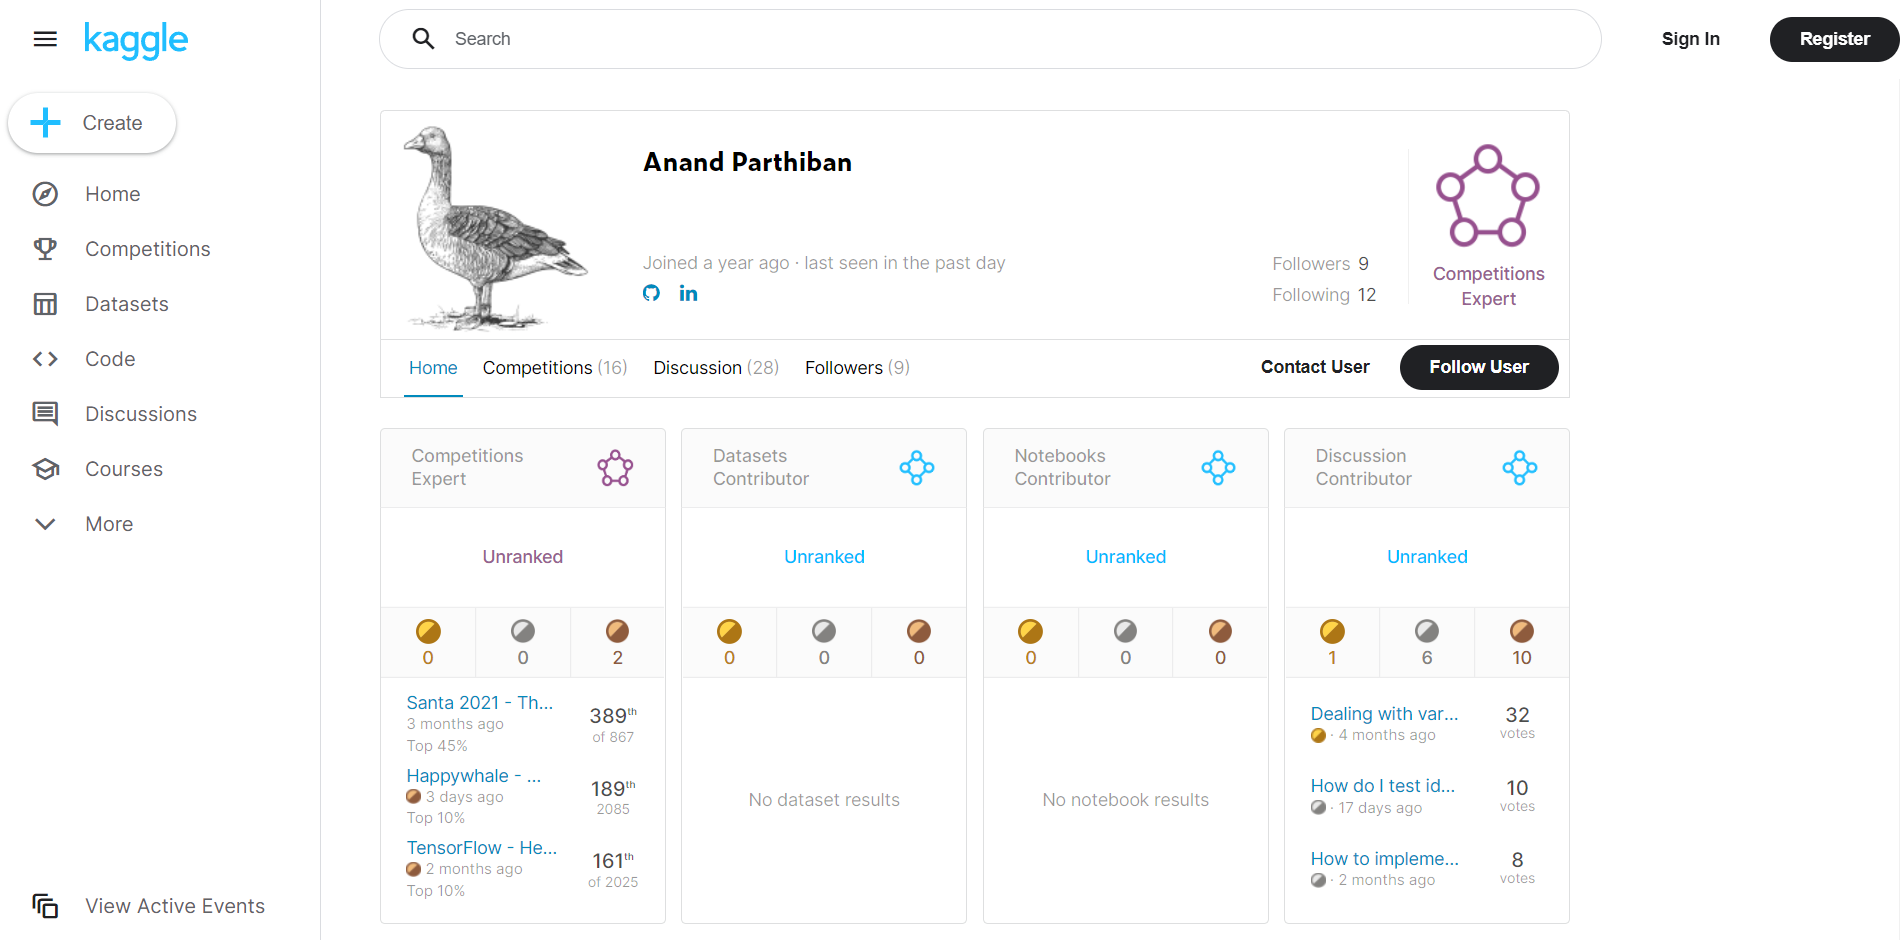 kaggle
Search
Sign In
Register
Create
Home
Competitions
Datasets
Code
Discussions
Courses
More
View Active Events
Anand Parthiban
Joined a year ago · last seen in the past day
in
Followers 9
Following 12
Competitions
Expert
Home
Competitions (16)
Discussion (28)
Followers (9)
Contact User
Follow User
Competitions
Expert
Unranked
0
0
2
Santa 2021 - Th...
3 months ago
Top 45%
389th
of 867
Happywhale - ...
3 days ago
Top 10%
189th
2085
TensorFlow - He...
2 months ago
Top 10%
161th
of 2025
Datasets
Contributor
Unranked
0
0
0
No dataset results
Notebooks
Contributor
Unranked
0
0
0
No notebook results
Discussion
Contributor
Unranked
1
6
10
Dealing with var...
· 4 months ago
32
votes
How do I test id...
· 17 days ago
10
votes
How to impleme...
· 2 months ago
8
votes